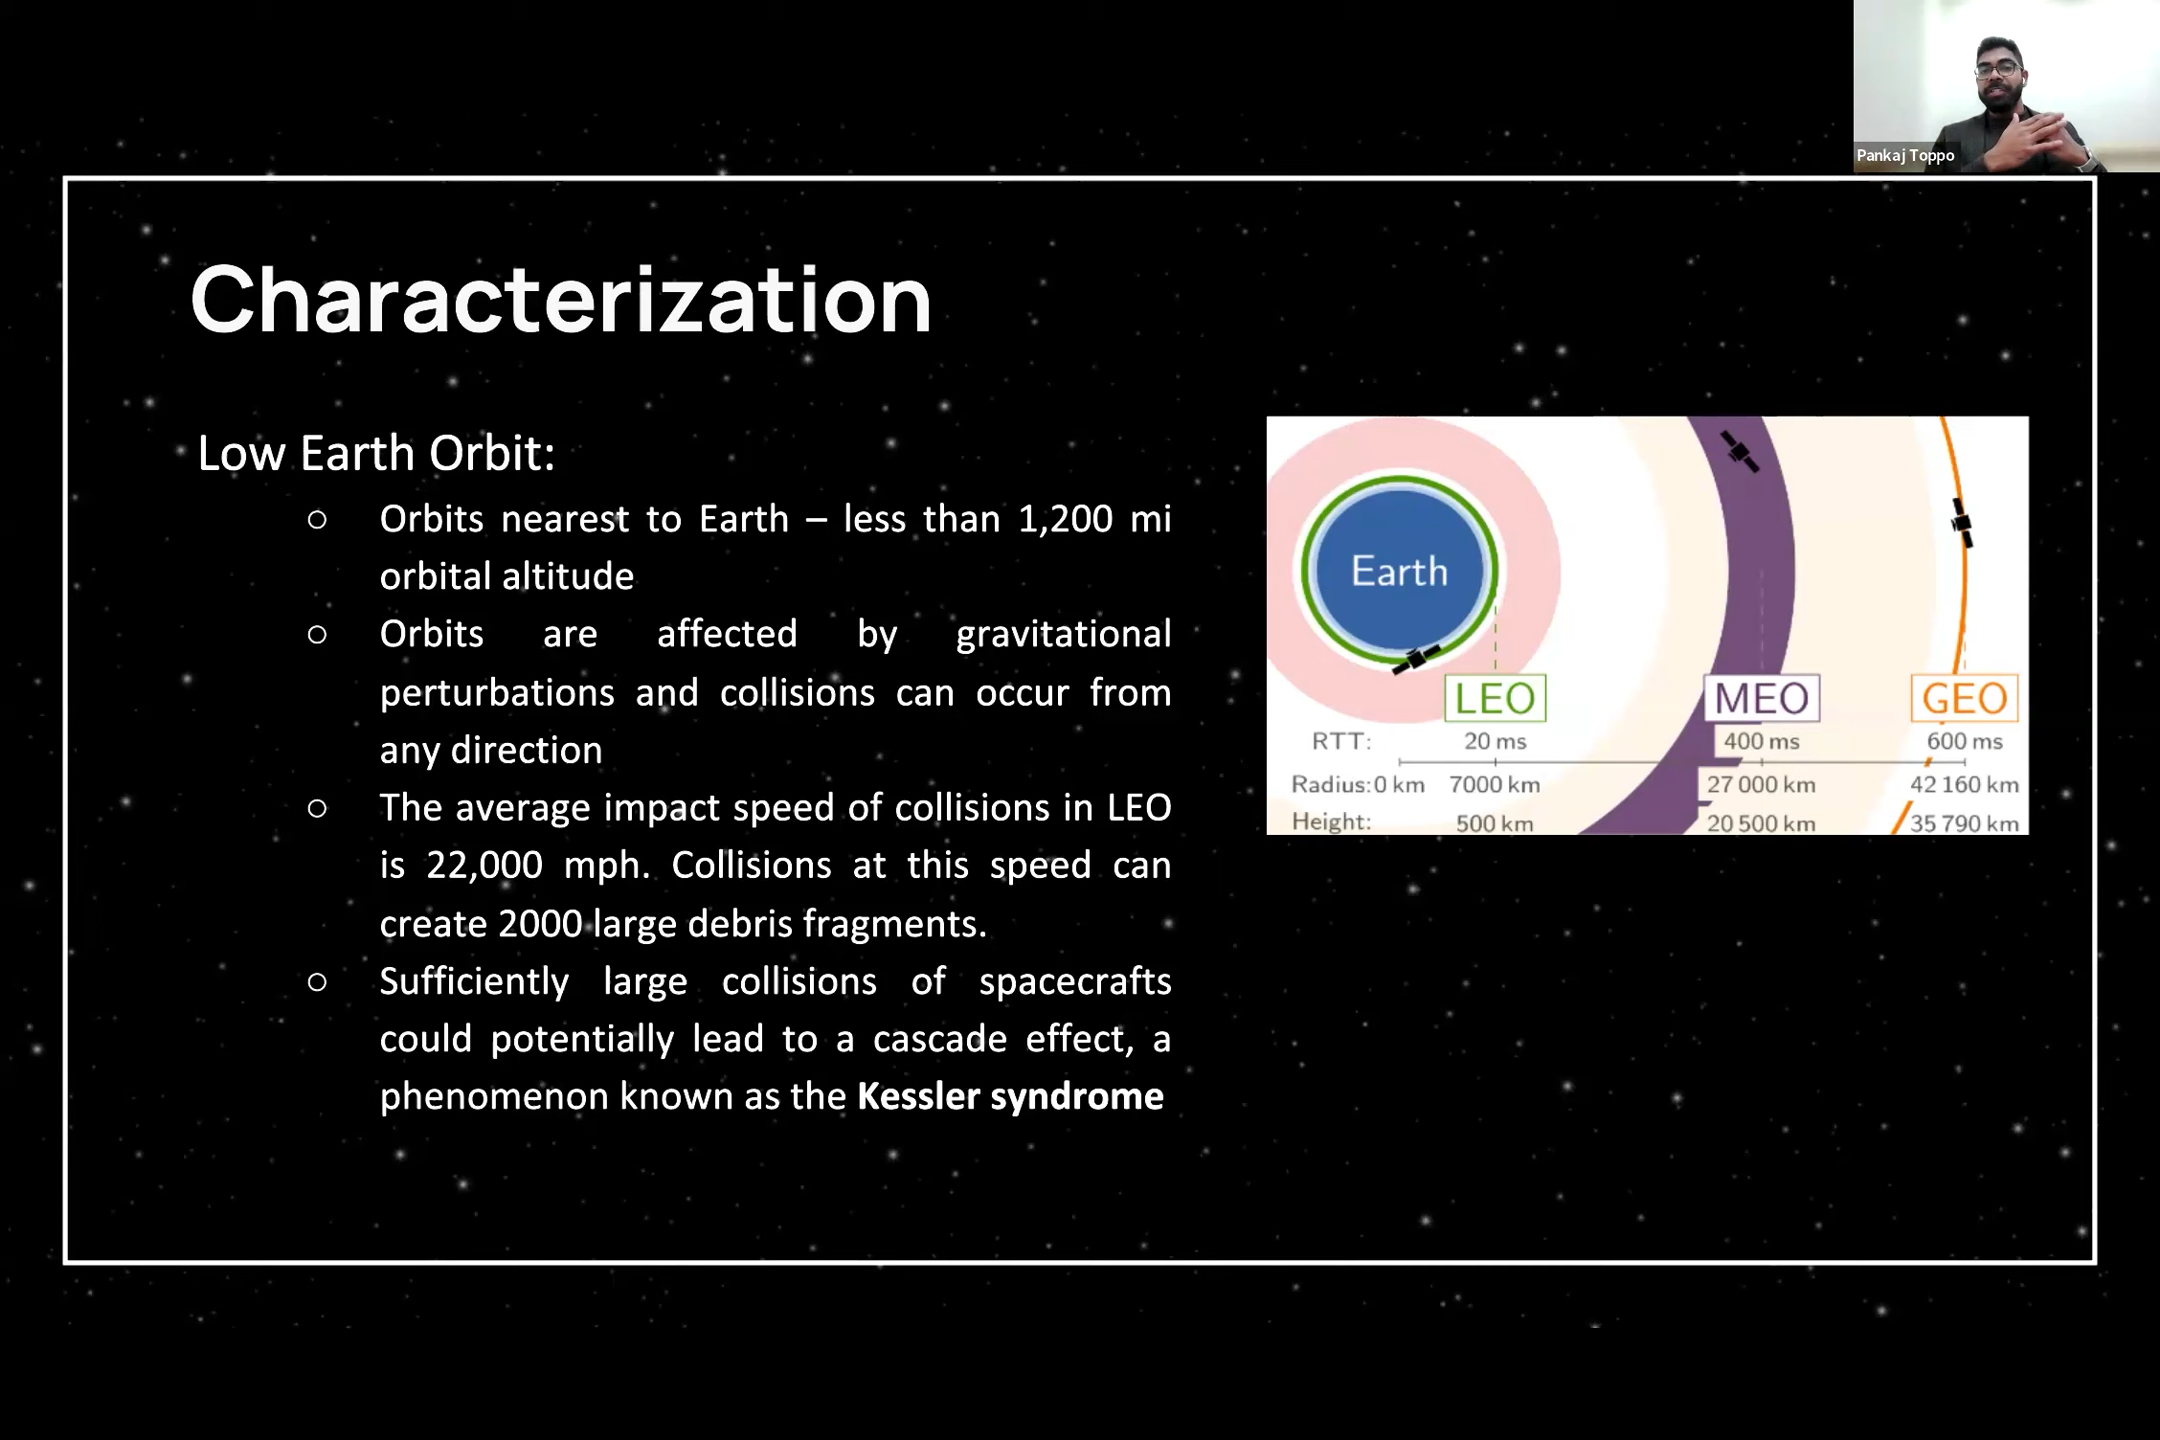 Pankaj Toppo
Characterization
Low Earth Orbit:
○ Orbits nearest to Earth – less than 1,200 mi
orbital altitude
○ Orbits are affected by gravitational
perturbations and collisions can occur from
any direction
○ The average impact speed of collisions in LEO
is 22,000 mph. Collisions at this speed can
create 2000 large debris fragments.
○ Sufficiently large collisions of spacecrafts
could potentially lead to a cascade effect, a
phenomenon known as the Kessler syndrome
Earth
LEO MEO GEO
RTT: 20 ms 400 ms 600 ms
Radius: 0 km 7000 km 27 000 km 42 160 km
Height: 500 km 20 500 km 35 790 km